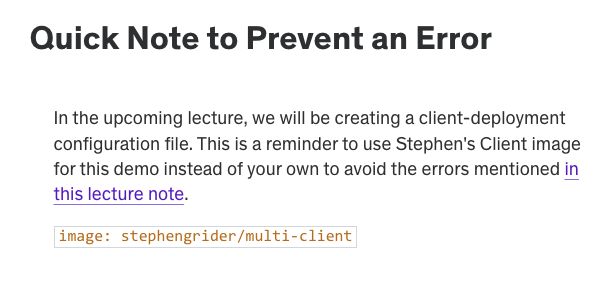 Quick Note to Prevent an Error
In the upcoming lecture, we will be creating a client-deployment
configuration file. This is a reminder to use Stephen's Client image
for this demo instead of your own to avoid the errors mentioned in
this lecture note.
image: stephengrider/multi-client